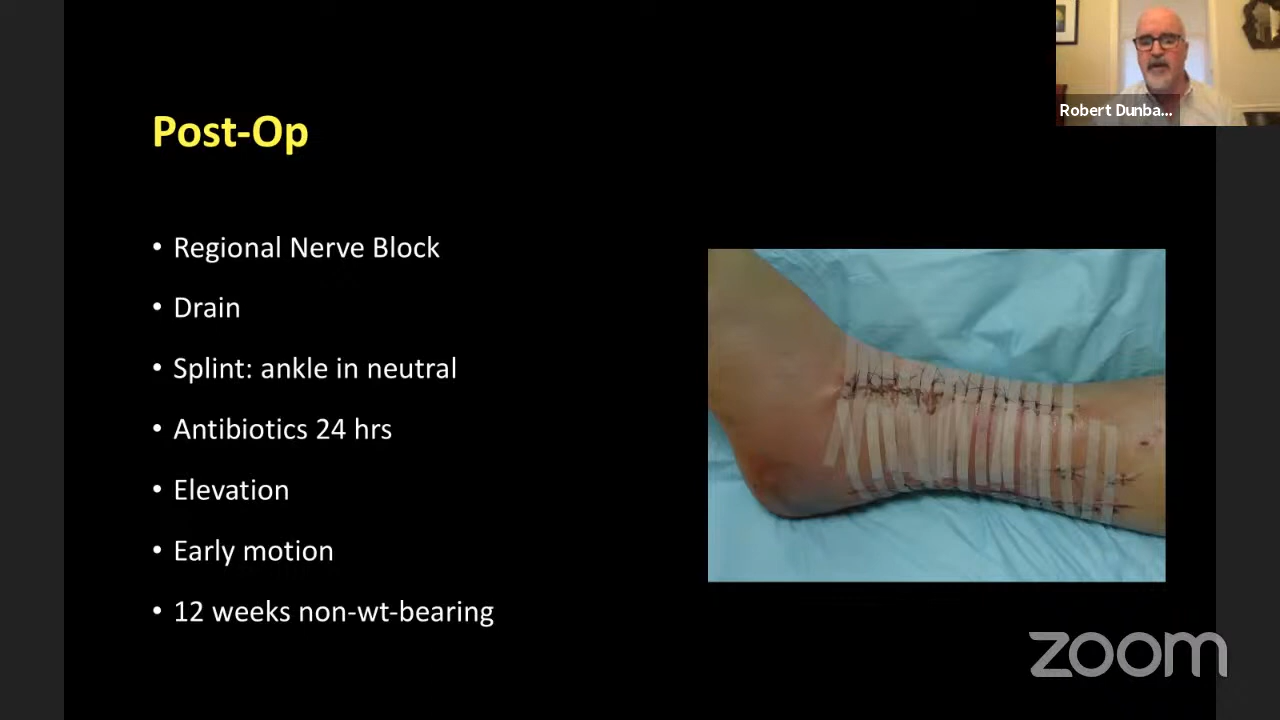 Robert Dunba...
Post-Op
• Regional Nerve Block
• Drain
• Splint: ankle in neutral
• Antibiotics 24 hrs
• Elevation
• Early motion
• 12 weeks non-wt-bearing
zoom